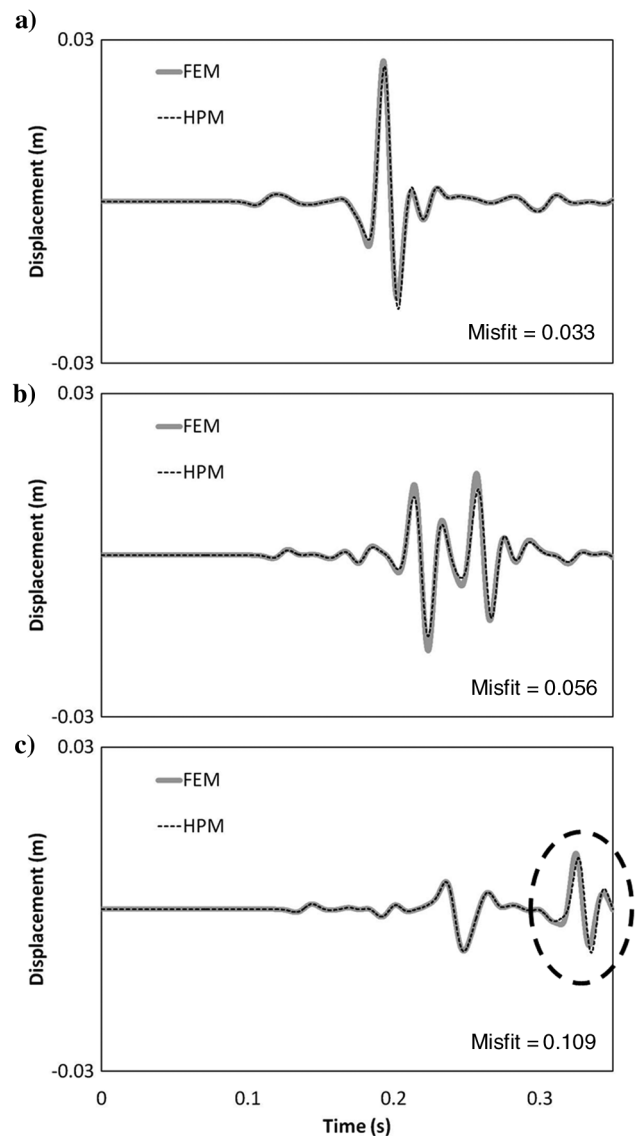 a)
0.03
FEM
HPM
Displacement (m)
Misfit = 0.033
-0.03
b)
0.03
FEM
HPM
Displacement (m)
Misfit = 0.056
-0.03
c)
0.03
FEM
HPM
Displacement (m)
Misfit = 0.109
-0.03
0 0.1 0.2 0.3
Time (s)